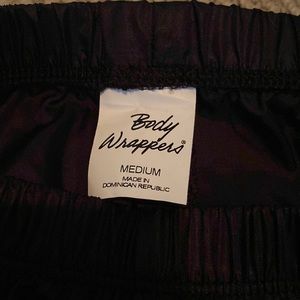 Body
Wrappers®
MEDIUM
MADE IN
DOMINICAN REPUBLIC